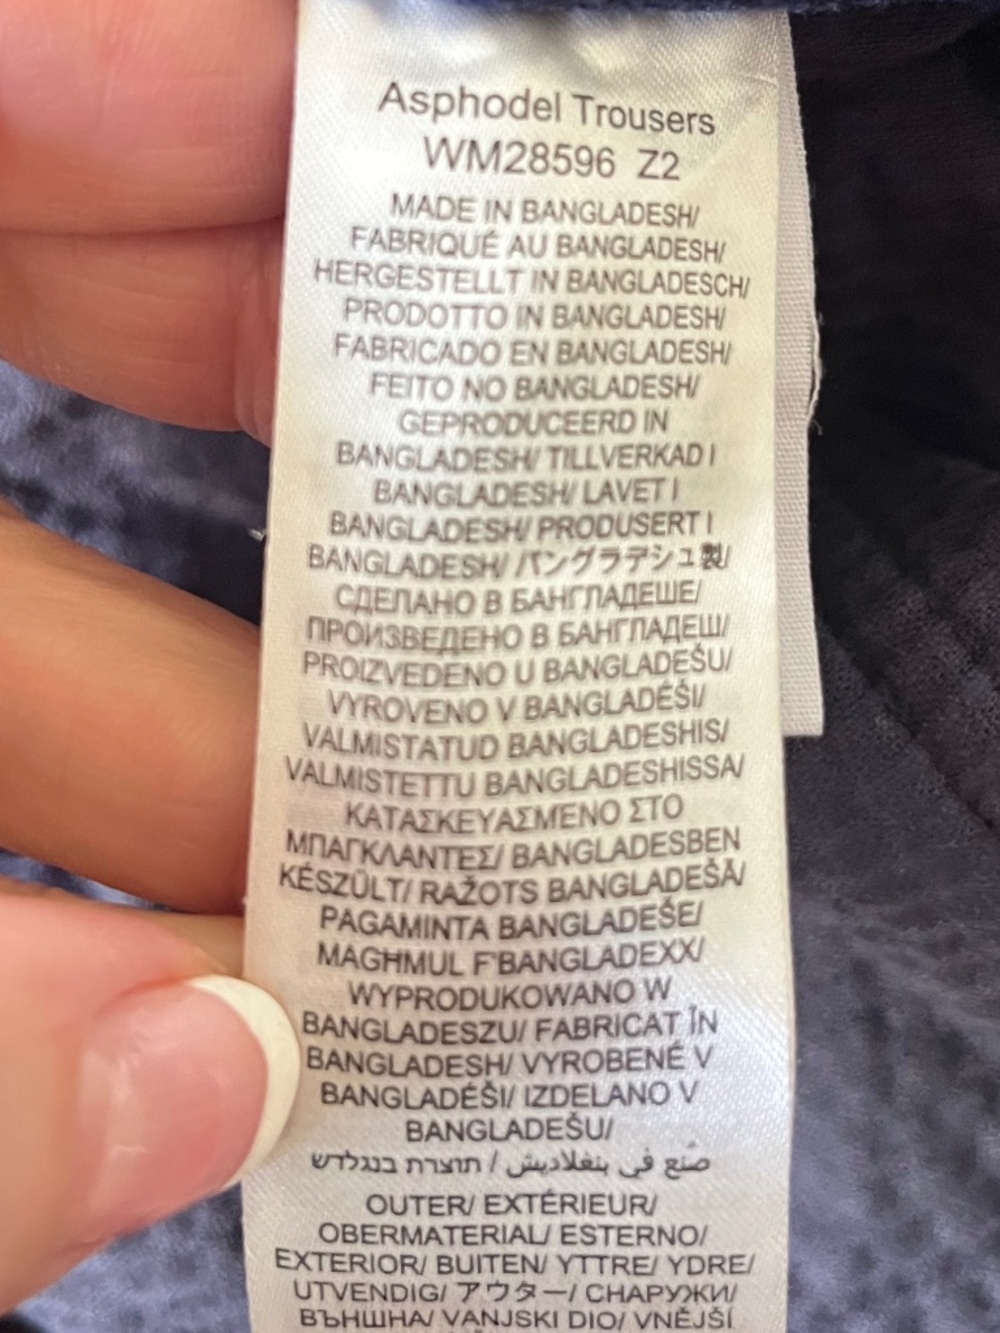 Asphodel Trousers
WM28596 Z2
MADE IN BANGLADESH/
FABRIQUÉ AU BANGLADESH/
HERGESTELLT IN BANGLADESCH/
PRODOTTO IN BANGLADESH/
FABRICADO EN BANGLADESH/
FEITO NO BANGLADESH/
GEPRODUCEERD IN
BANGLADESH/ TILLVERKAD I
BANGLADESH/ LAVET I
BANGLADESH/ PRODUSERT I
BANGLADESH/ バングラデシュ製/
СДЕЛАНО В БАНГЛАДЕШЕ/
ПРОИЗВЕДЕНО В БАНГЛАДЕШ/
PROIZVEDENO U BANGLADEŠU/
VYROVENO V BANGLADÉŠI/
VALMISTATUD BANGLADESHIS/
VALMISTETTU BANGLADESHISSA/
ΚΑΤΑΣΚΕΥΑΣΜΕΝΟ ΣΤΟ
ΜΠΑΓΚΛΑΝΤΕΣ/ BANGLADESBEN
KÉSZÜLT/ RAŽOTS BANGLADEŠĀ/
PAGAMINTA BANGLADEŠE/
MAGĦMUL F'BANGLADEXX/
WYPRODUKOWANO W
BANGLADESZU/ FABRICAT ÎN
BANGLADESH/ VYROBENÉ V
BANGLADÉŠI/ IZDELANO V
BANGLADEŠU/
صُنع في بنغلاديش / תוצרת בנגלדש
OUTER/ EXTÉRIEUR/
OBERMATERIAL/ ESTERNO/
EXTERIOR/ BUITEN/ YTTRE/ YDRE/
UTVENDIG/ アウター/ СНАРУЖИ/
ВЪНШНА/ VANJSKI DIO/ VNĚJŠÍ